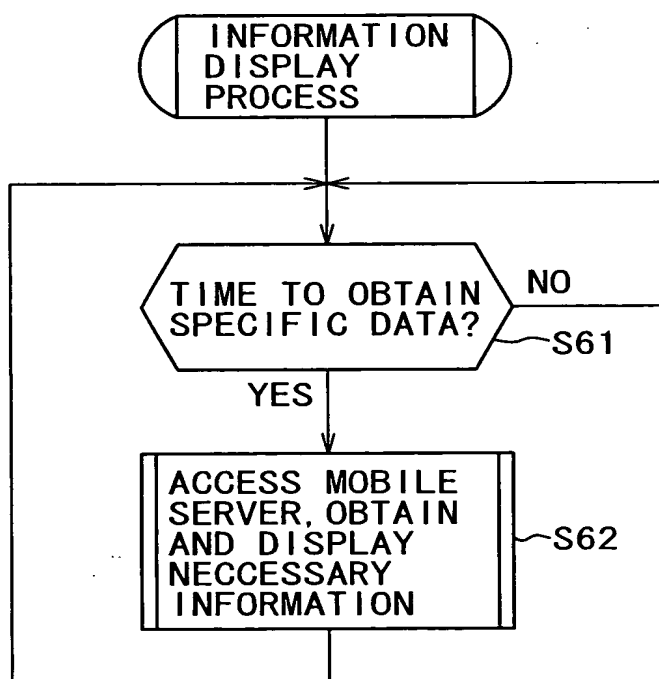 INFORMATION
DISPLAY
PROCESS
TIME TO OBTAIN
SPECIFIC DATA?
NO
S61
YES
ACCESS MOBILE
SERVER, OBTAIN
AND DISPLAY
NECCESSARY
INFORMATION
S62